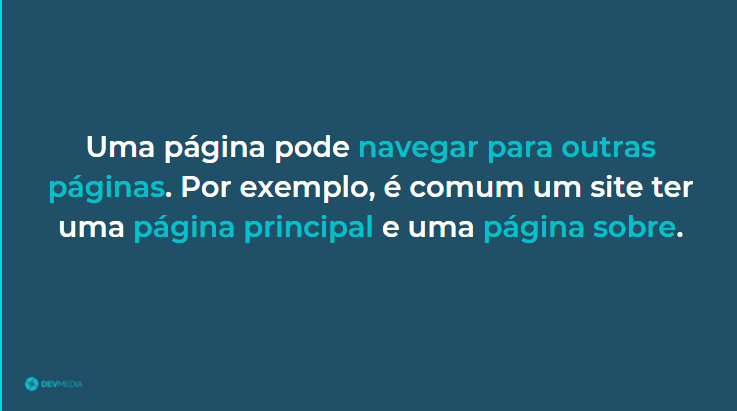 Uma página pode navegar para outras
páginas. Por exemplo, é comum um site ter
uma página principal e uma página sobre.
DEVMEDIA